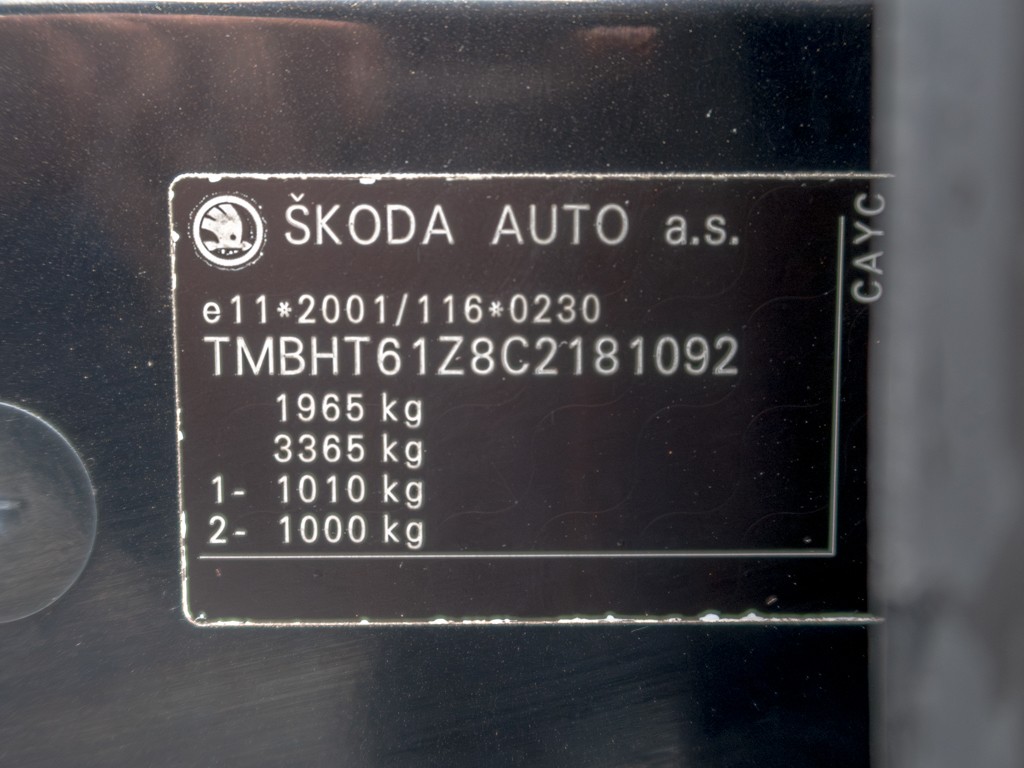 ŠKODA AUTO a.s.
e11*2001/116*0230
TMBHT61Z8C2181092
1965 kg
3365 kg
1- 1010 kg
2- 1000 kg
CAYC